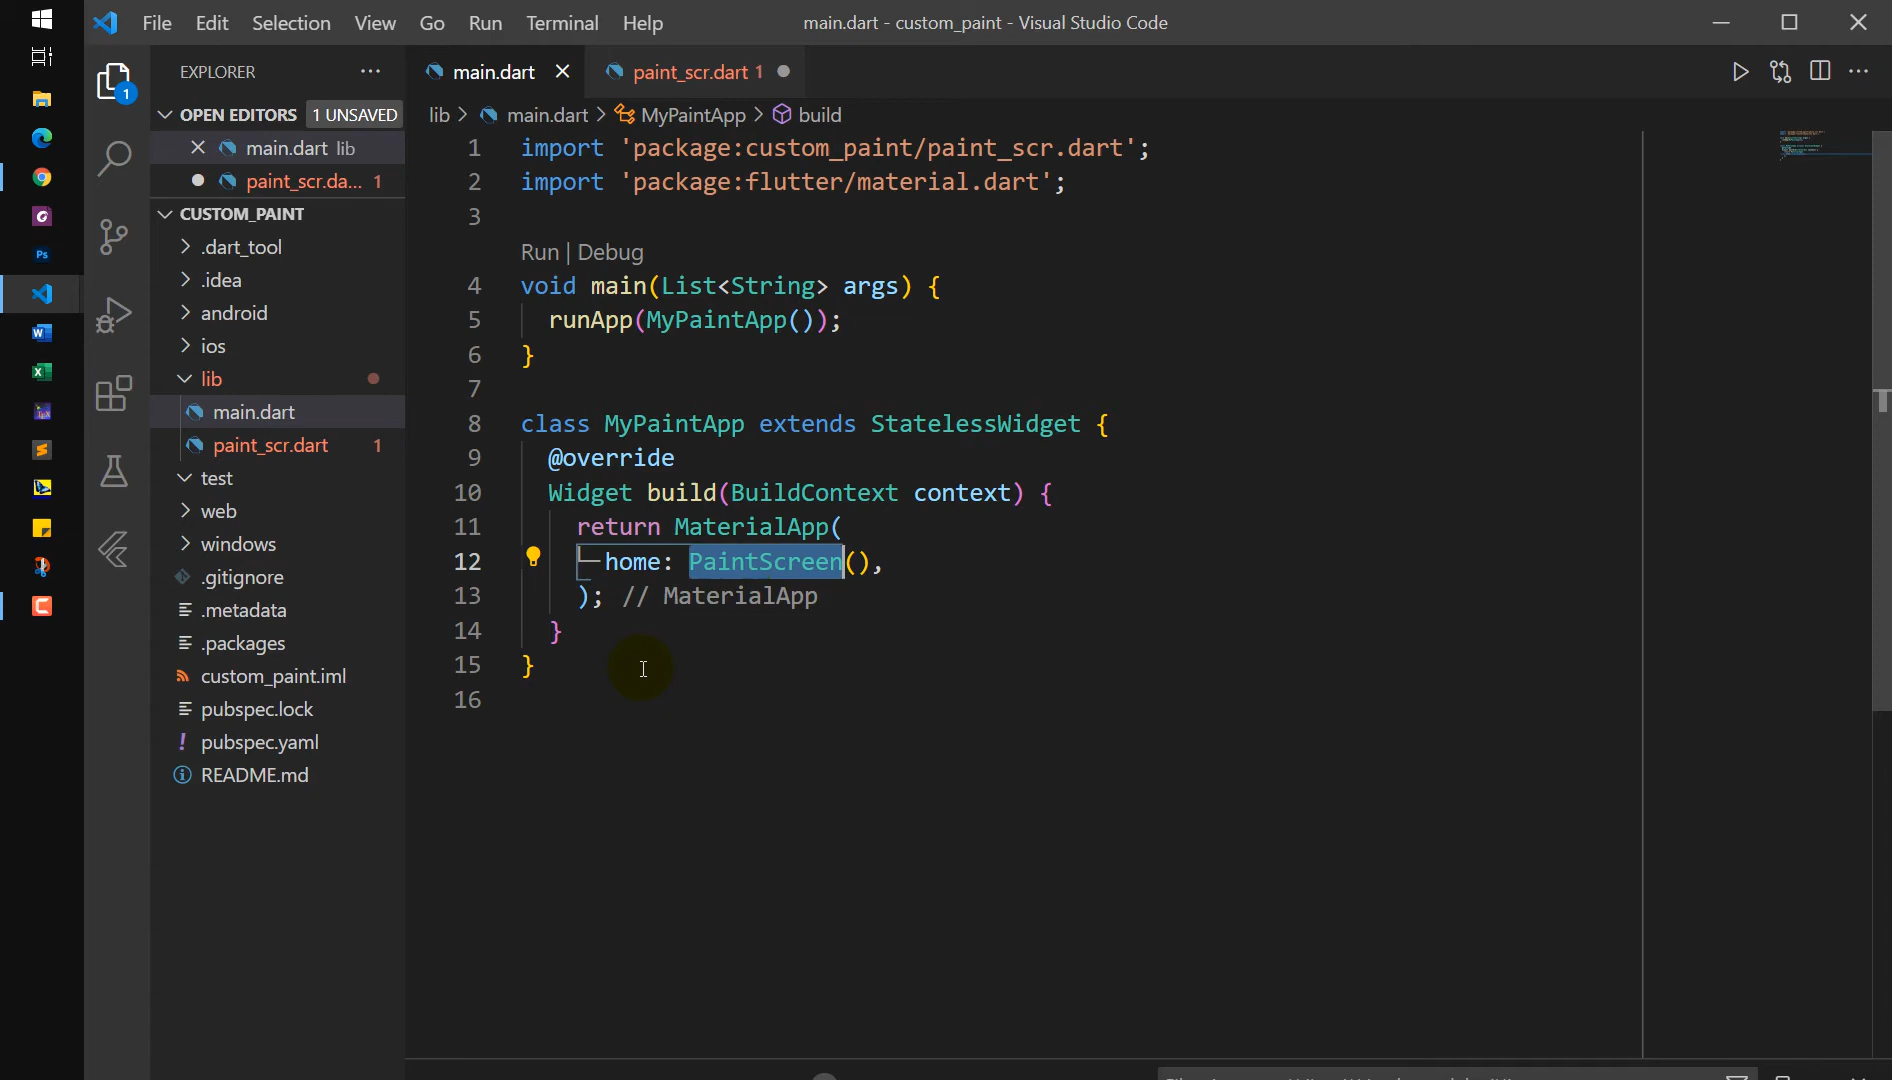 File Edit Selection View Go Run Terminal Help
main.dart - custom_paint - Visual Studio Code
EXPLORER
1
OPEN EDITORS 1 UNSAVED
main.dart lib
paint_scr.da... 1
CUSTOM_PAINT
.dart_tool
.idea
android
ios
lib
main.dart
paint_scr.dart 1
test
web
windows
.gitignore
.metadata
.packages
custom_paint.iml
pubspec.lock
pubspec.yaml
README.md
main.dart
paint_scr.dart 1
lib > main.dart > MyPaintApp > build
1 import 'package:custom_paint/paint_scr.dart';
2 import 'package:flutter/material.dart';
3
Run | Debug
4 void main(List<String> args) {
5 runApp(MyPaintApp());
6 }
7
8 class MyPaintApp extends StatelessWidget {
9 @override
10 Widget build(BuildContext context) {
11 return MaterialApp(
12 home: PaintScreen(),
13 ); // MaterialApp
14 }
15 }
16
Ps